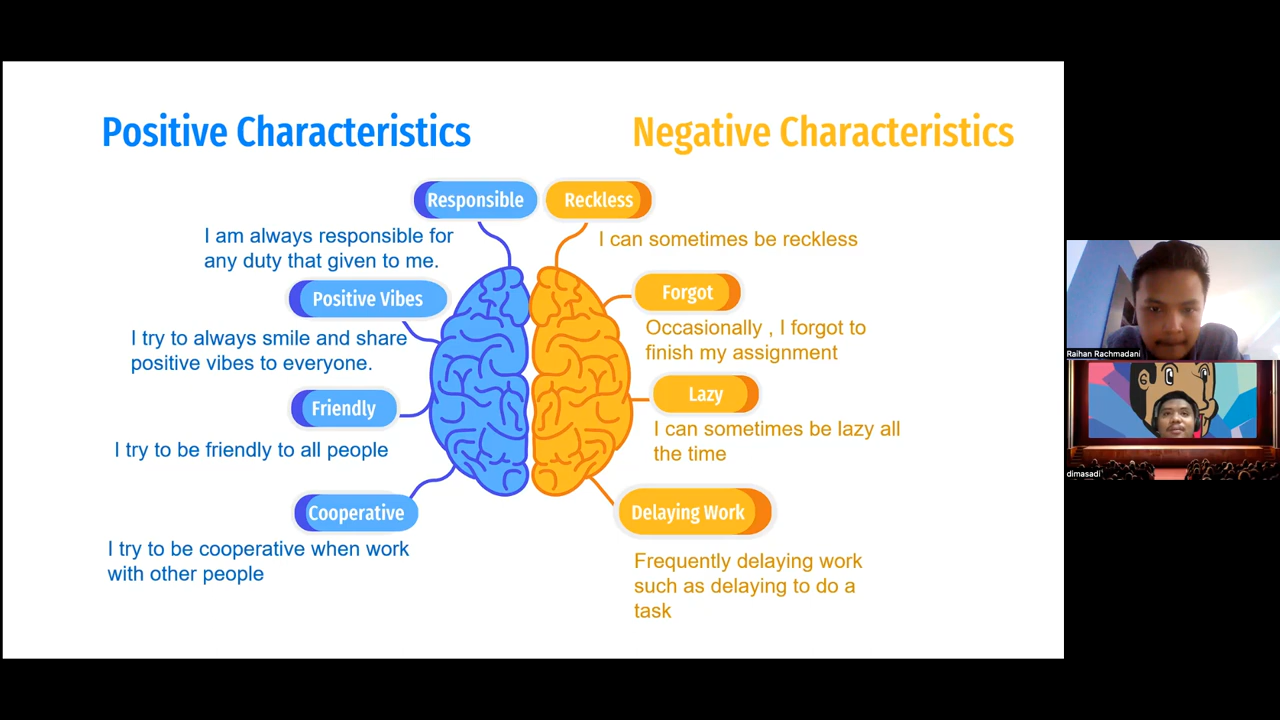 Positive Characteristics
Negative Characteristics
Responsible
I am always responsible for
any duty that given to me.
Positive Vibes
I try to always smile and share
positive vibes to everyone.
Friendly
I try to be friendly to all people
Cooperative
I try to be cooperative when work
with other people
Reckless
I can sometimes be reckless
Forgot
Occasionally , I forgot to
finish my assignment
Lazy
I can sometimes be lazy all
the time
Delaying Work
Frequently delaying work
such as delaying to do a
task
Raihan Rachmadani
dimasadi